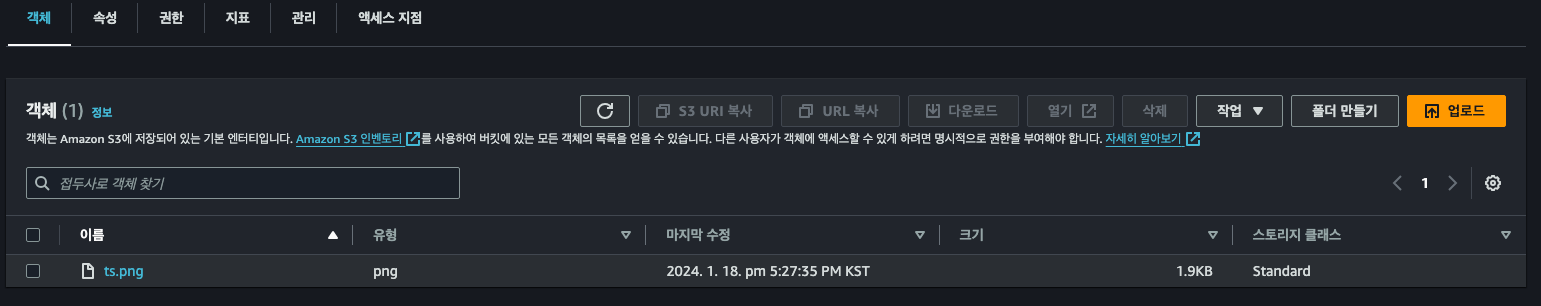 객체 속성 권한 지표 관리 액세스 지점
객체 (1) 정보 S3 URI 복사 URL 복사 다운로드 열기 삭제 작업 폴더 만들기 업로드
객체는 Amazon S3에 저장되어 있는 기본 엔터티입니다. Amazon S3 인벤토리를 사용하여 버킷에 있는 모든 객체의 목록을 얻을 수 있습니다. 다른 사용자가 객체에 액세스할 수 있게 하려면 명시적으로 권한을 부여해야 합니다. 자세히 알아보기
접두사로 객체 찾기 1
이름 유형 마지막 수정 크기 스토리지 클래스
ts.png png 2024. 1. 18. pm 5:27:35 PM KST 1.9KB Standard